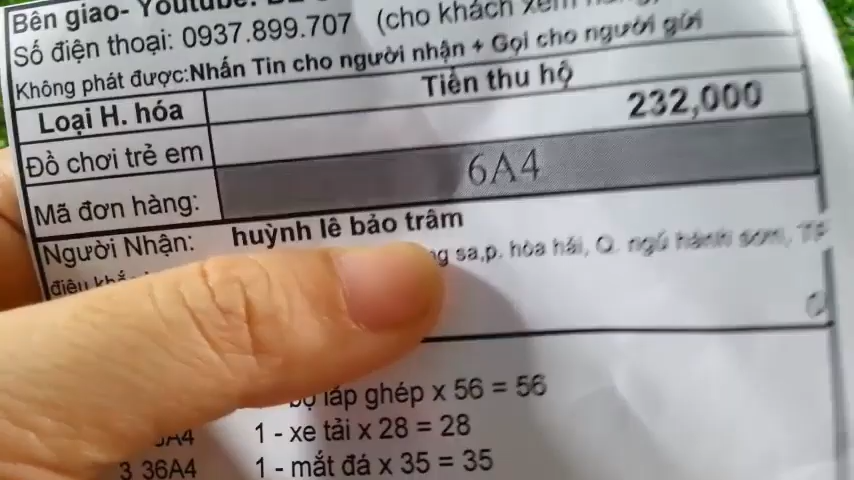 Bên giao- Youtube:
Số điện thoại: 0937.899.707 (cho khách xem
Không phát được:Nhấn Tin cho người nhận + Gọi cho người gửi
Loại H. hóa Tiền thu hộ
Đồ chơi trẻ em 232,000
Mã đơn hàng: 6A4
Người Nhận: huỳnh lê bảo trâm
điêu sa,p. hòa hải, Q. ngũ hành sơn, TP
lắp ghép x 56 = 56
1 - xe tải x 28 = 28
3 36A4 1 - mắt đá x 35 = 35